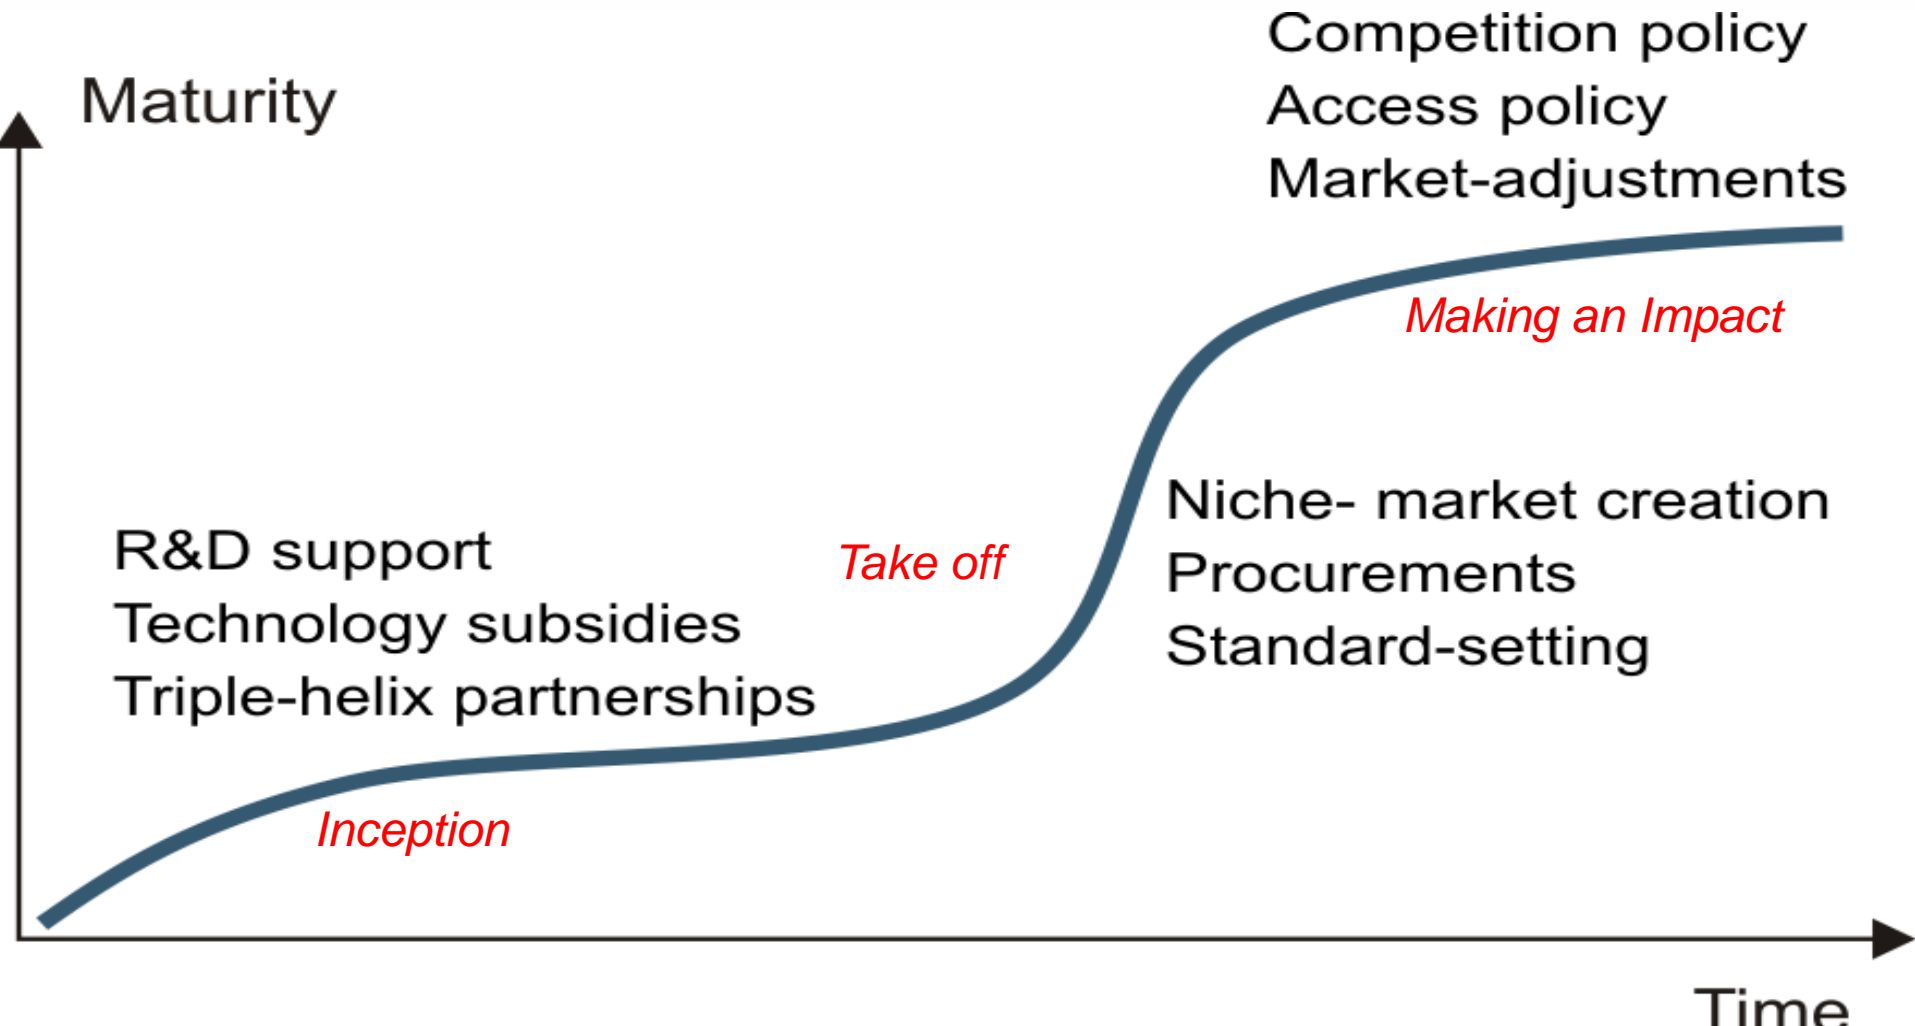 Competition policy
Access policy
Market-adjustments
Maturity
Making an Impact
Niche- market creation
Procurements
Standard-setting
Take off
R&D support
Technology subsidies
Triple-helix partnerships
Inception
Time